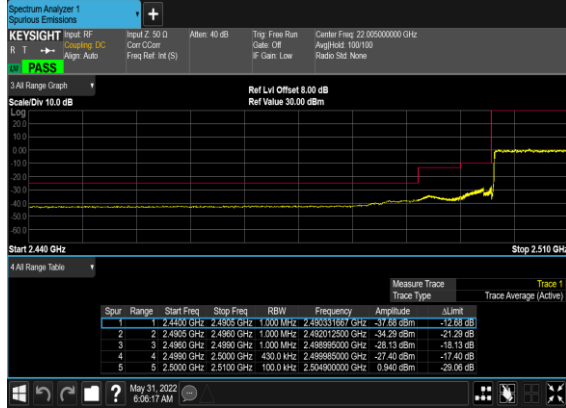 Spectrum Analyzer 1
Spurious Emissions
KEYSIGHT
R T
PASS
Input: RF
Coupling: DC
Align: Auto
Input Z: 50 Ω
Corr CCorr
Freq Ref: Int (S)
Atten: 40 dB
Trig: Free Run
Gate: Off
IF Gain: Low
Center Freq: 22.005000000 GHz
Avg|Hold: 100/100
Radio Std: None
3 All Range Graph
Scale/Div 10.0 dB
Ref Lvl Offset 8.00 dB
Ref Value 30.00 dBm
Log
20.0
10.0
0.00
-10.0
-20.0
-30.0
-40.0
-50.0
-60.0
Start 2.440 GHz
Stop 2.510 GHz
4 All Range Table
Measure Trace Trace 1
Trace Type Trace Average (Active)
Spur Range Start Freq Stop Freq RBW Frequency Amplitude ΔLimit
1 1 2.4400 GHz 2.4905 GHz 1.000 MHz 2.490331667 GHz -37.68 dBm -12.68 dB
2 2 2.4905 GHz 2.4960 GHz 1.000 MHz 2.492012500 GHz -34.29 dBm -21.29 dB
3 3 2.4960 GHz 2.4990 GHz 1.000 MHz 2.498995000 GHz -28.13 dBm -18.13 dB
4 4 2.4990 GHz 2.5000 GHz 430.0 kHz 2.499985000 GHz -27.40 dBm -17.40 dB
5 5 2.5000 GHz 2.5100 GHz 100.0 kHz 2.504900000 GHz 0.940 dBm -29.06 dB
?
May 31, 2022
6:06:17 AM